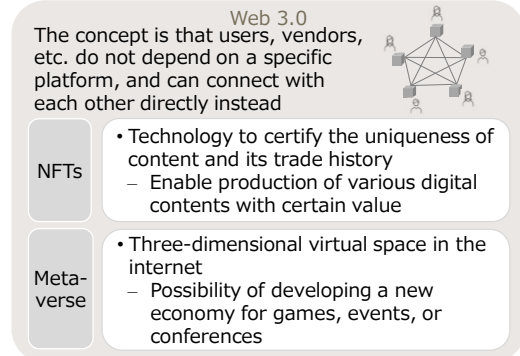 Web 3.0
The concept is that users, vendors,
etc. do not depend on a specific
platform, and can connect with
each other directly instead
NFTs
• Technology to certify the uniqueness of
content and its trade history
– Enable production of various digital
contents with certain value
Meta-
verse
• Three-dimensional virtual space in the
internet
– Possibility of developing a new
economy for games, events, or
conferences